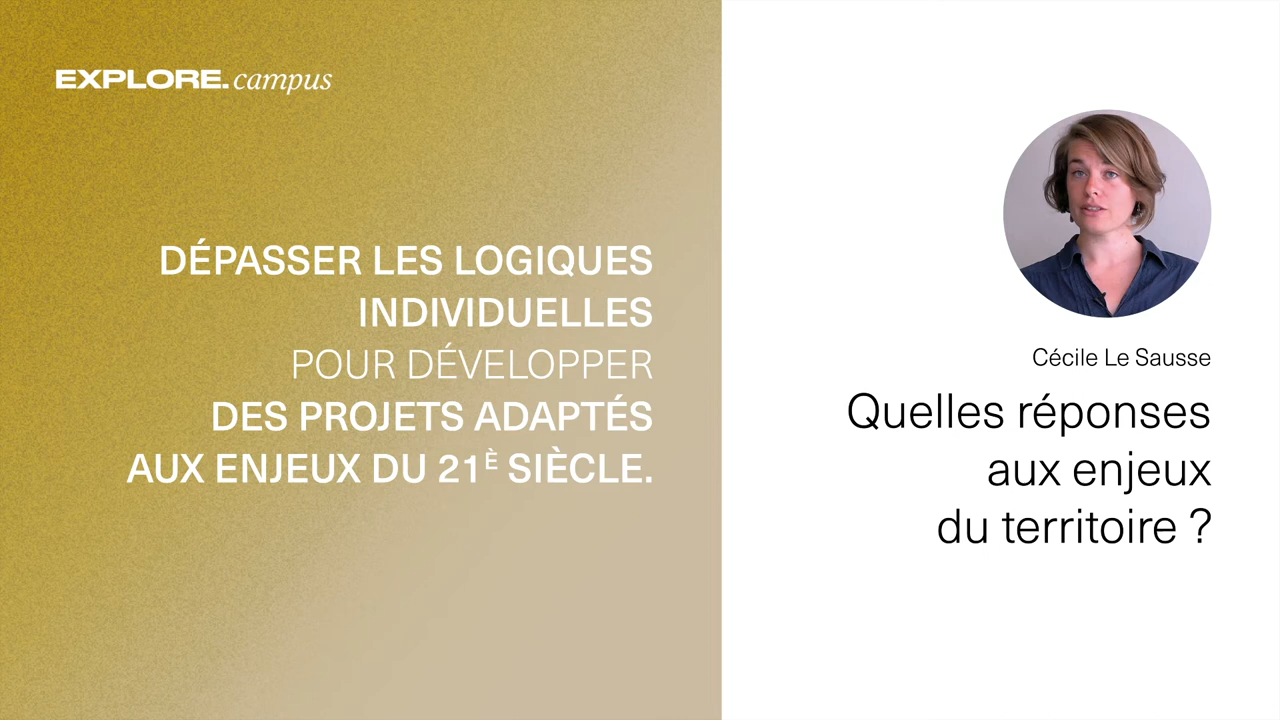 EXPLORE.campus
DÉPASSER LES LOGIQUES
INDIVIDUELLES
POUR DÉVELOPPER
DES PROJETS ADAPTÉS
AUX ENJEUX DU 21È SIÈCLE.
Cécile Le Sausse
Quelles réponses
aux enjeux
du territoire ?